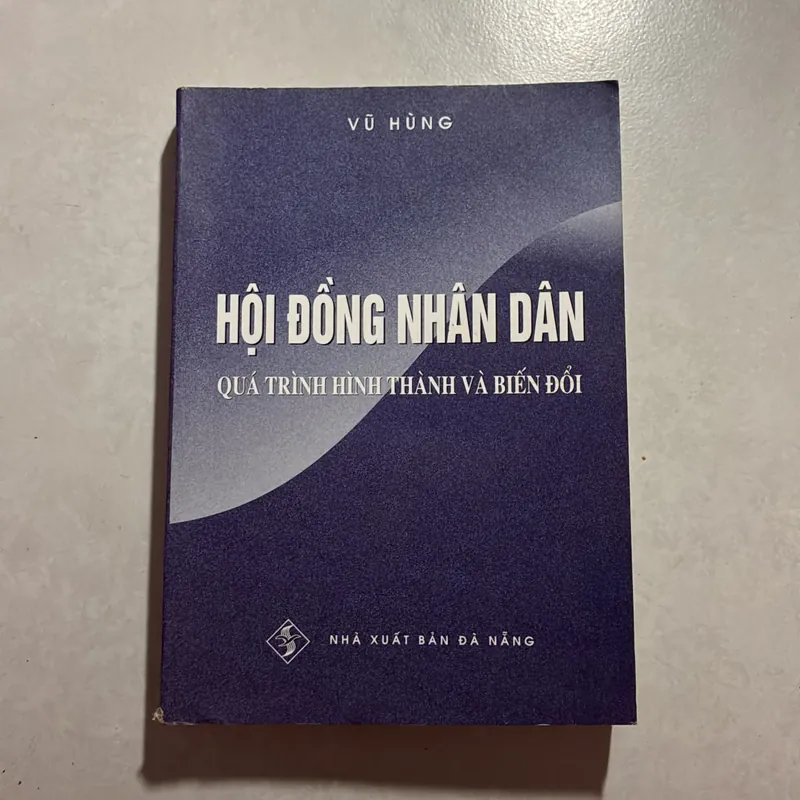 VŨ HÙNG
HỘI ĐỒNG NHÂN DÂN
QUÁ TRÌNH HÌNH THÀNH VÀ BIẾN ĐỔI
NHÀ XUẤT BẢN ĐÀ NẴNG